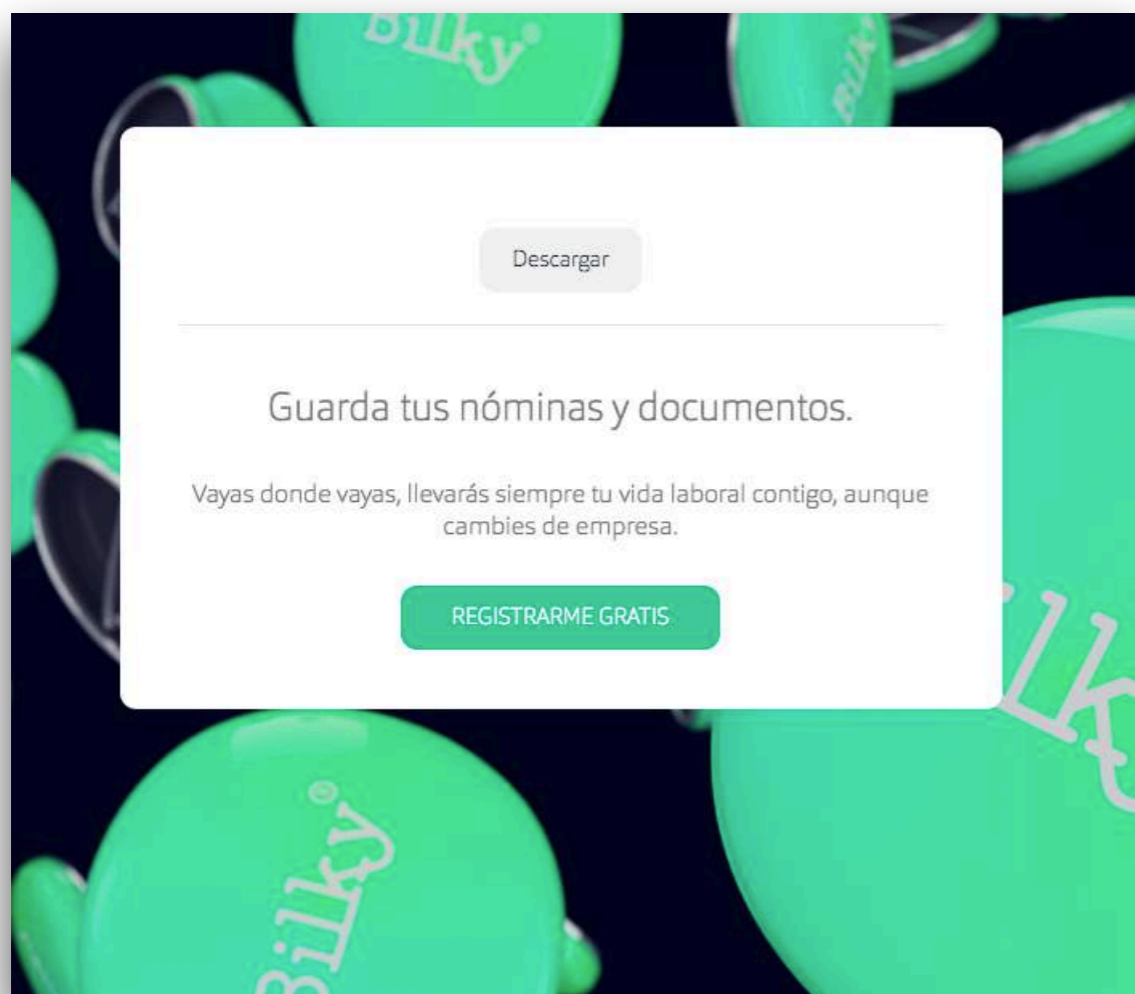 Bilky®
Bilky
Descargar
Guarda tus nóminas y documentos.
Vayas donde vayas, llevarás siempre tu vida laboral contigo, aunque
cambies de empresa.
REGISTRARME GRATIS
lky
Bilky®